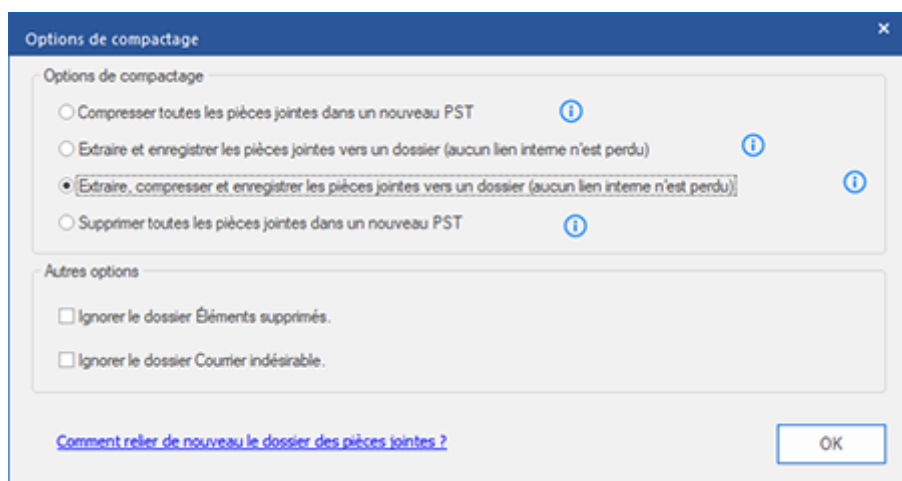 Options de compactage
Options de compactage
Compresser toutes les pièces jointes dans un nouveau PST
Extraire et enregistrer les pièces jointes vers un dossier (aucun lien interne n'est perdu)
Extraire, compresser et enregistrer les pièces jointes vers un dossier (aucun lien interne n'est perdu)
Supprimer toutes les pièces jointes dans un nouveau PST
Autres options
Ignorer le dossier Éléments supprimés.
Ignorer le dossier Courrier indésirable.
Comment relier de nouveau le dossier des pièces jointes ?
OK